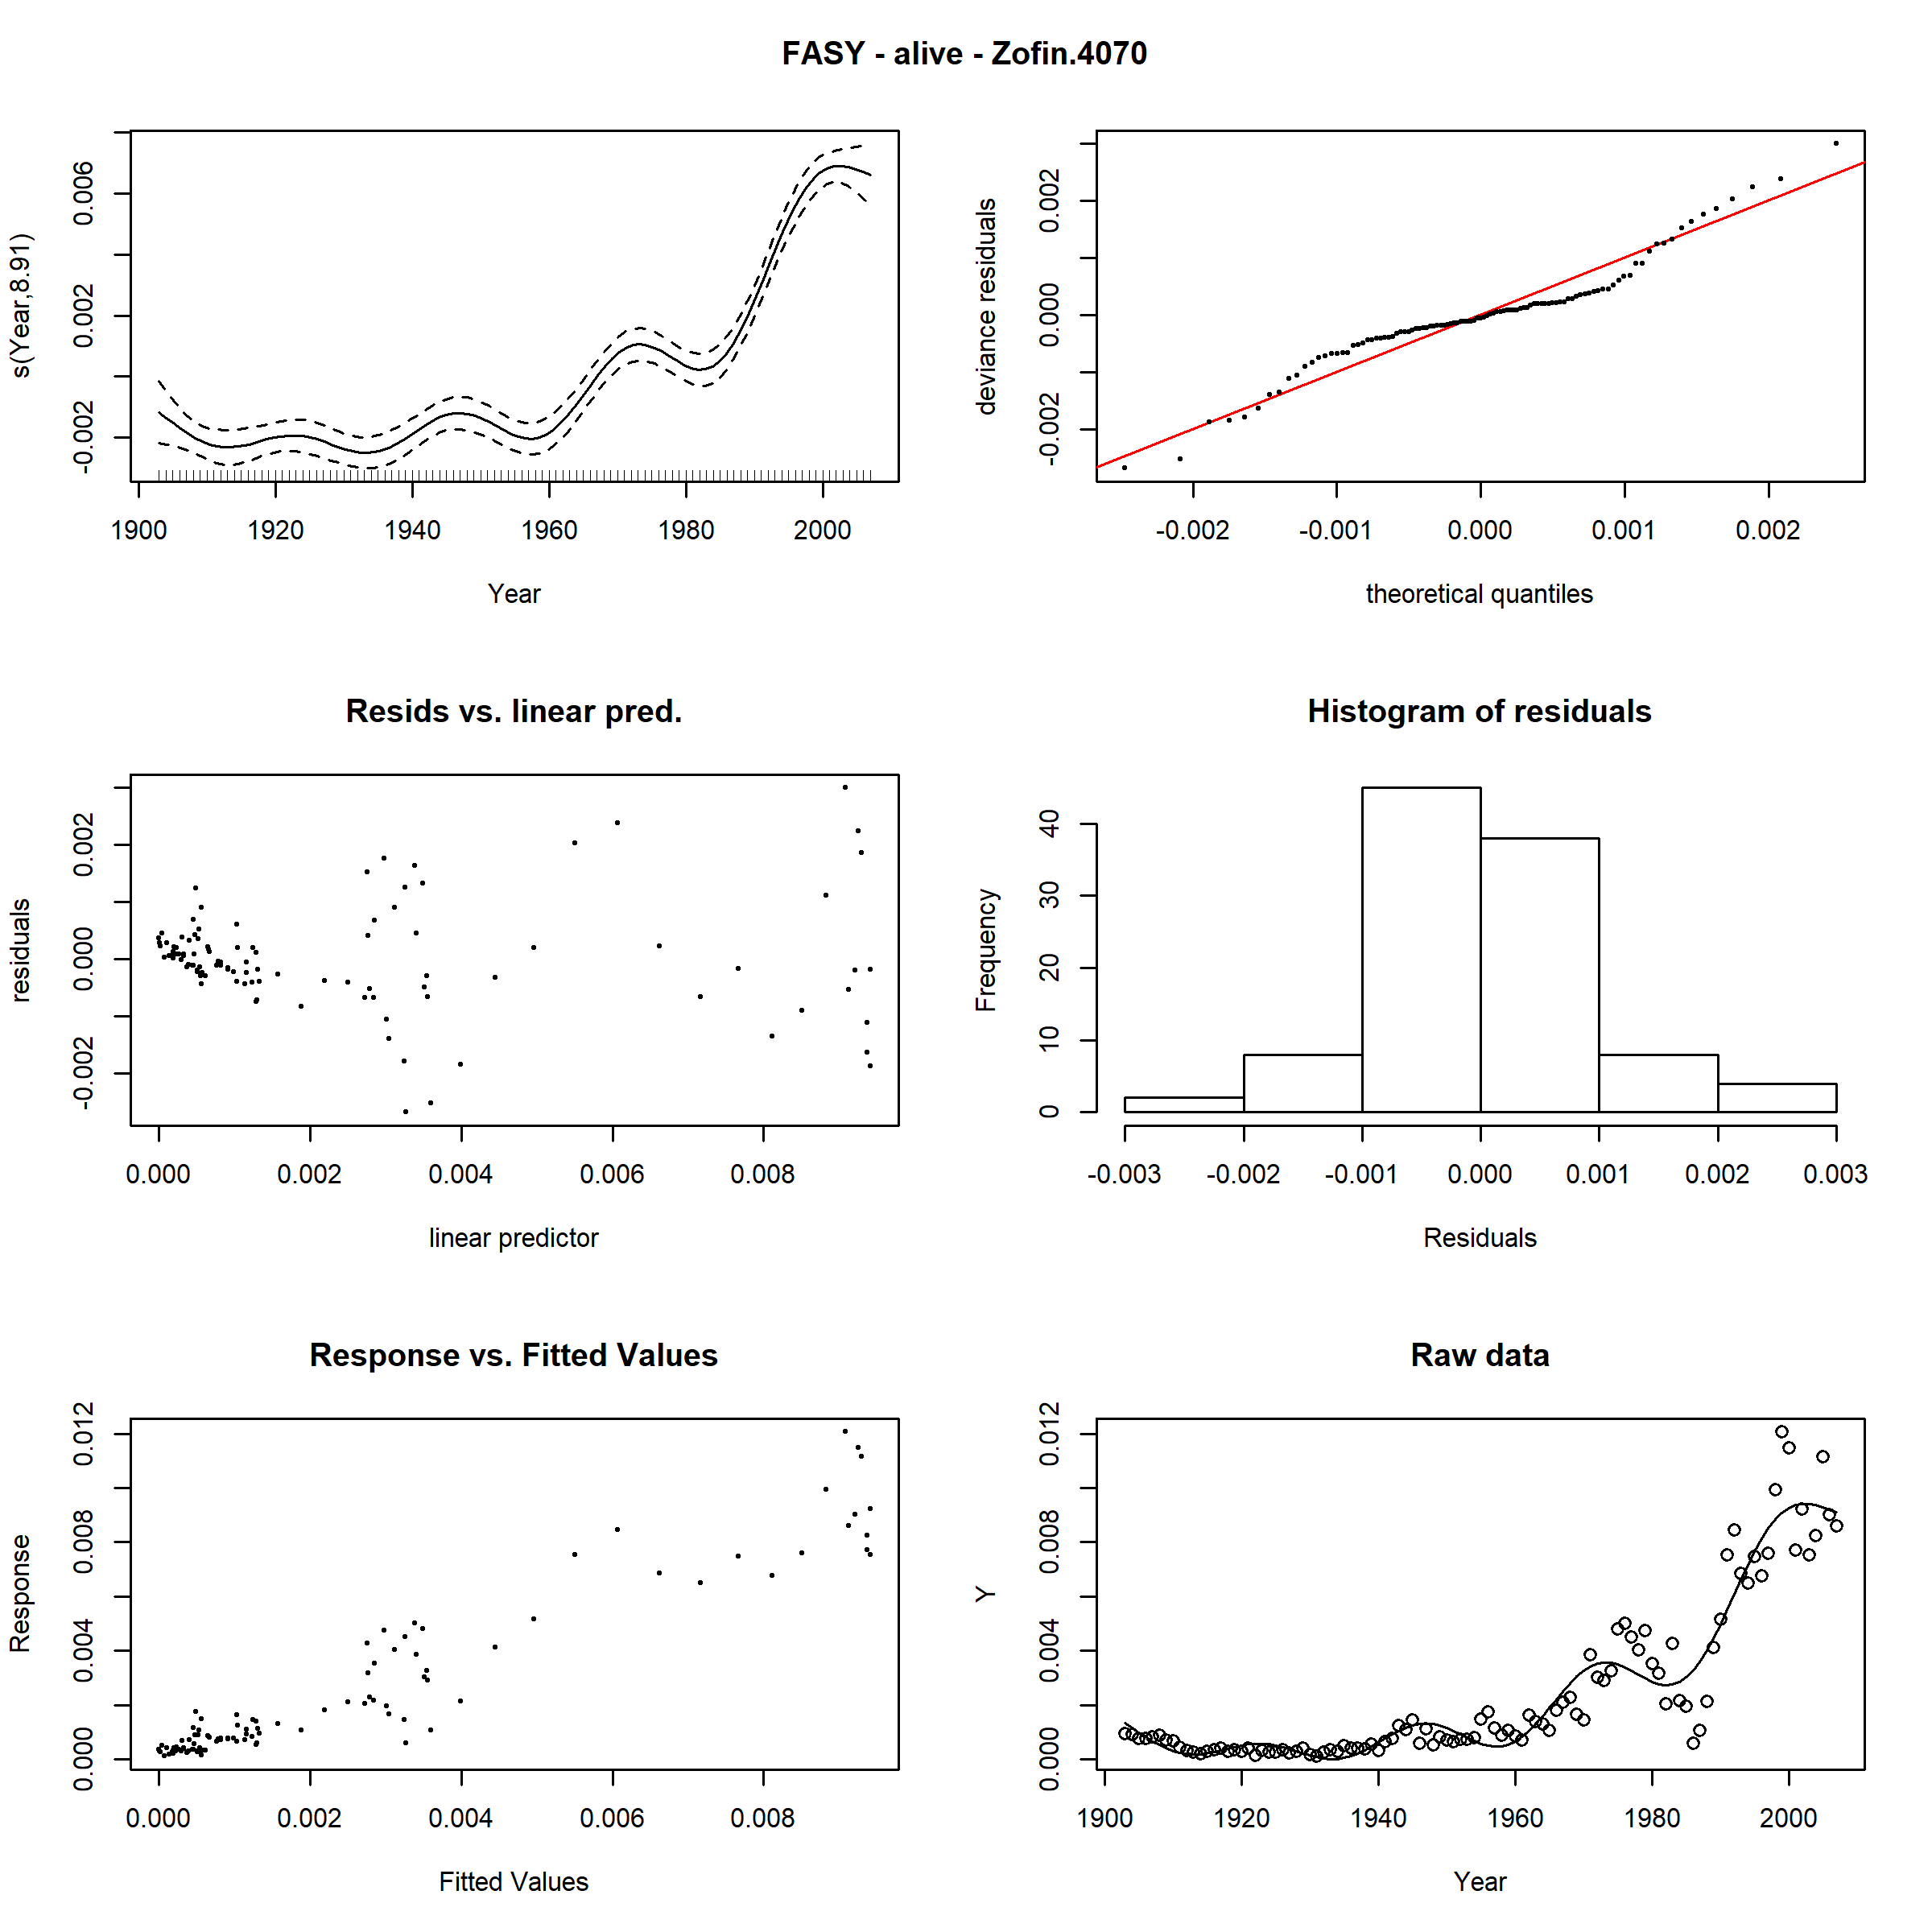 FASY - alive - Zofin.4070
s(Year,8.91)
-0.002 0.002 0.006
1900 1920 1940 1960 1980 2000
Year
deviance residuals
-0.002 0.000 0.002
-0.002 -0.001 0.000 0.001 0.002
theoretical quantiles
Resids vs. linear pred.
residuals
-0.002 0.000 0.002
0.000 0.002 0.004 0.006 0.008
linear predictor
Histogram of residuals
Frequency
0 10 20 30 40
-0.003 -0.002 -0.001 0.000 0.001 0.002 0.003
Residuals
Response vs. Fitted Values
Response
0.000 0.004 0.008 0.012
0.000 0.002 0.004 0.006 0.008
Fitted Values
Raw data
Y
0.000 0.004 0.008 0.012
1900 1920 1940 1960 1980 2000
Year